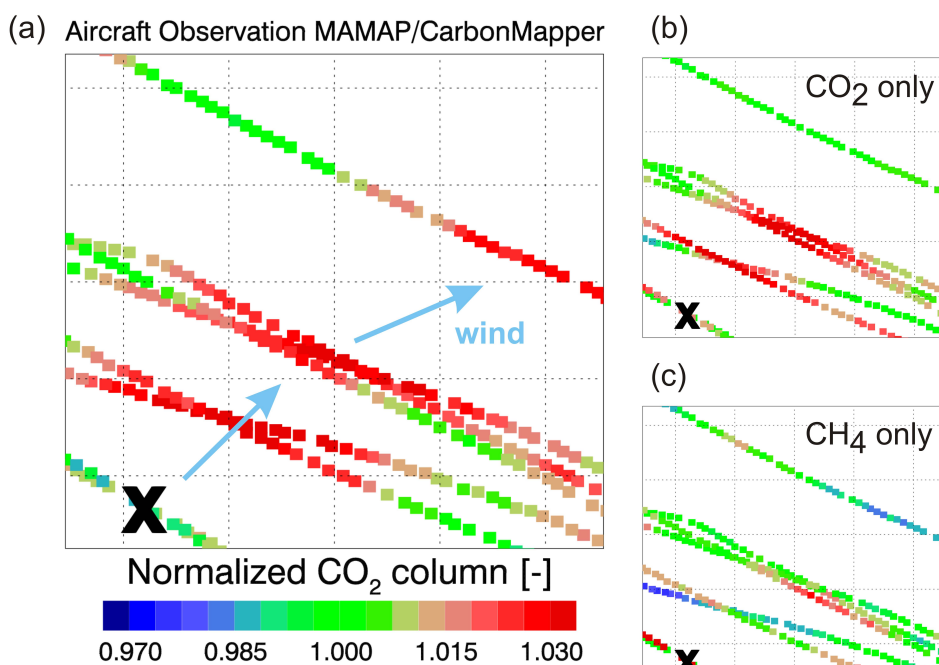 (a) Aircraft Observation MAMAP/CarbonMapper
wind
X
Normalized CO₂ column [-]
0.970 0.985 1.000 1.015 1.030
(b)
CO₂ only
X
(c)
CH₄ only
X